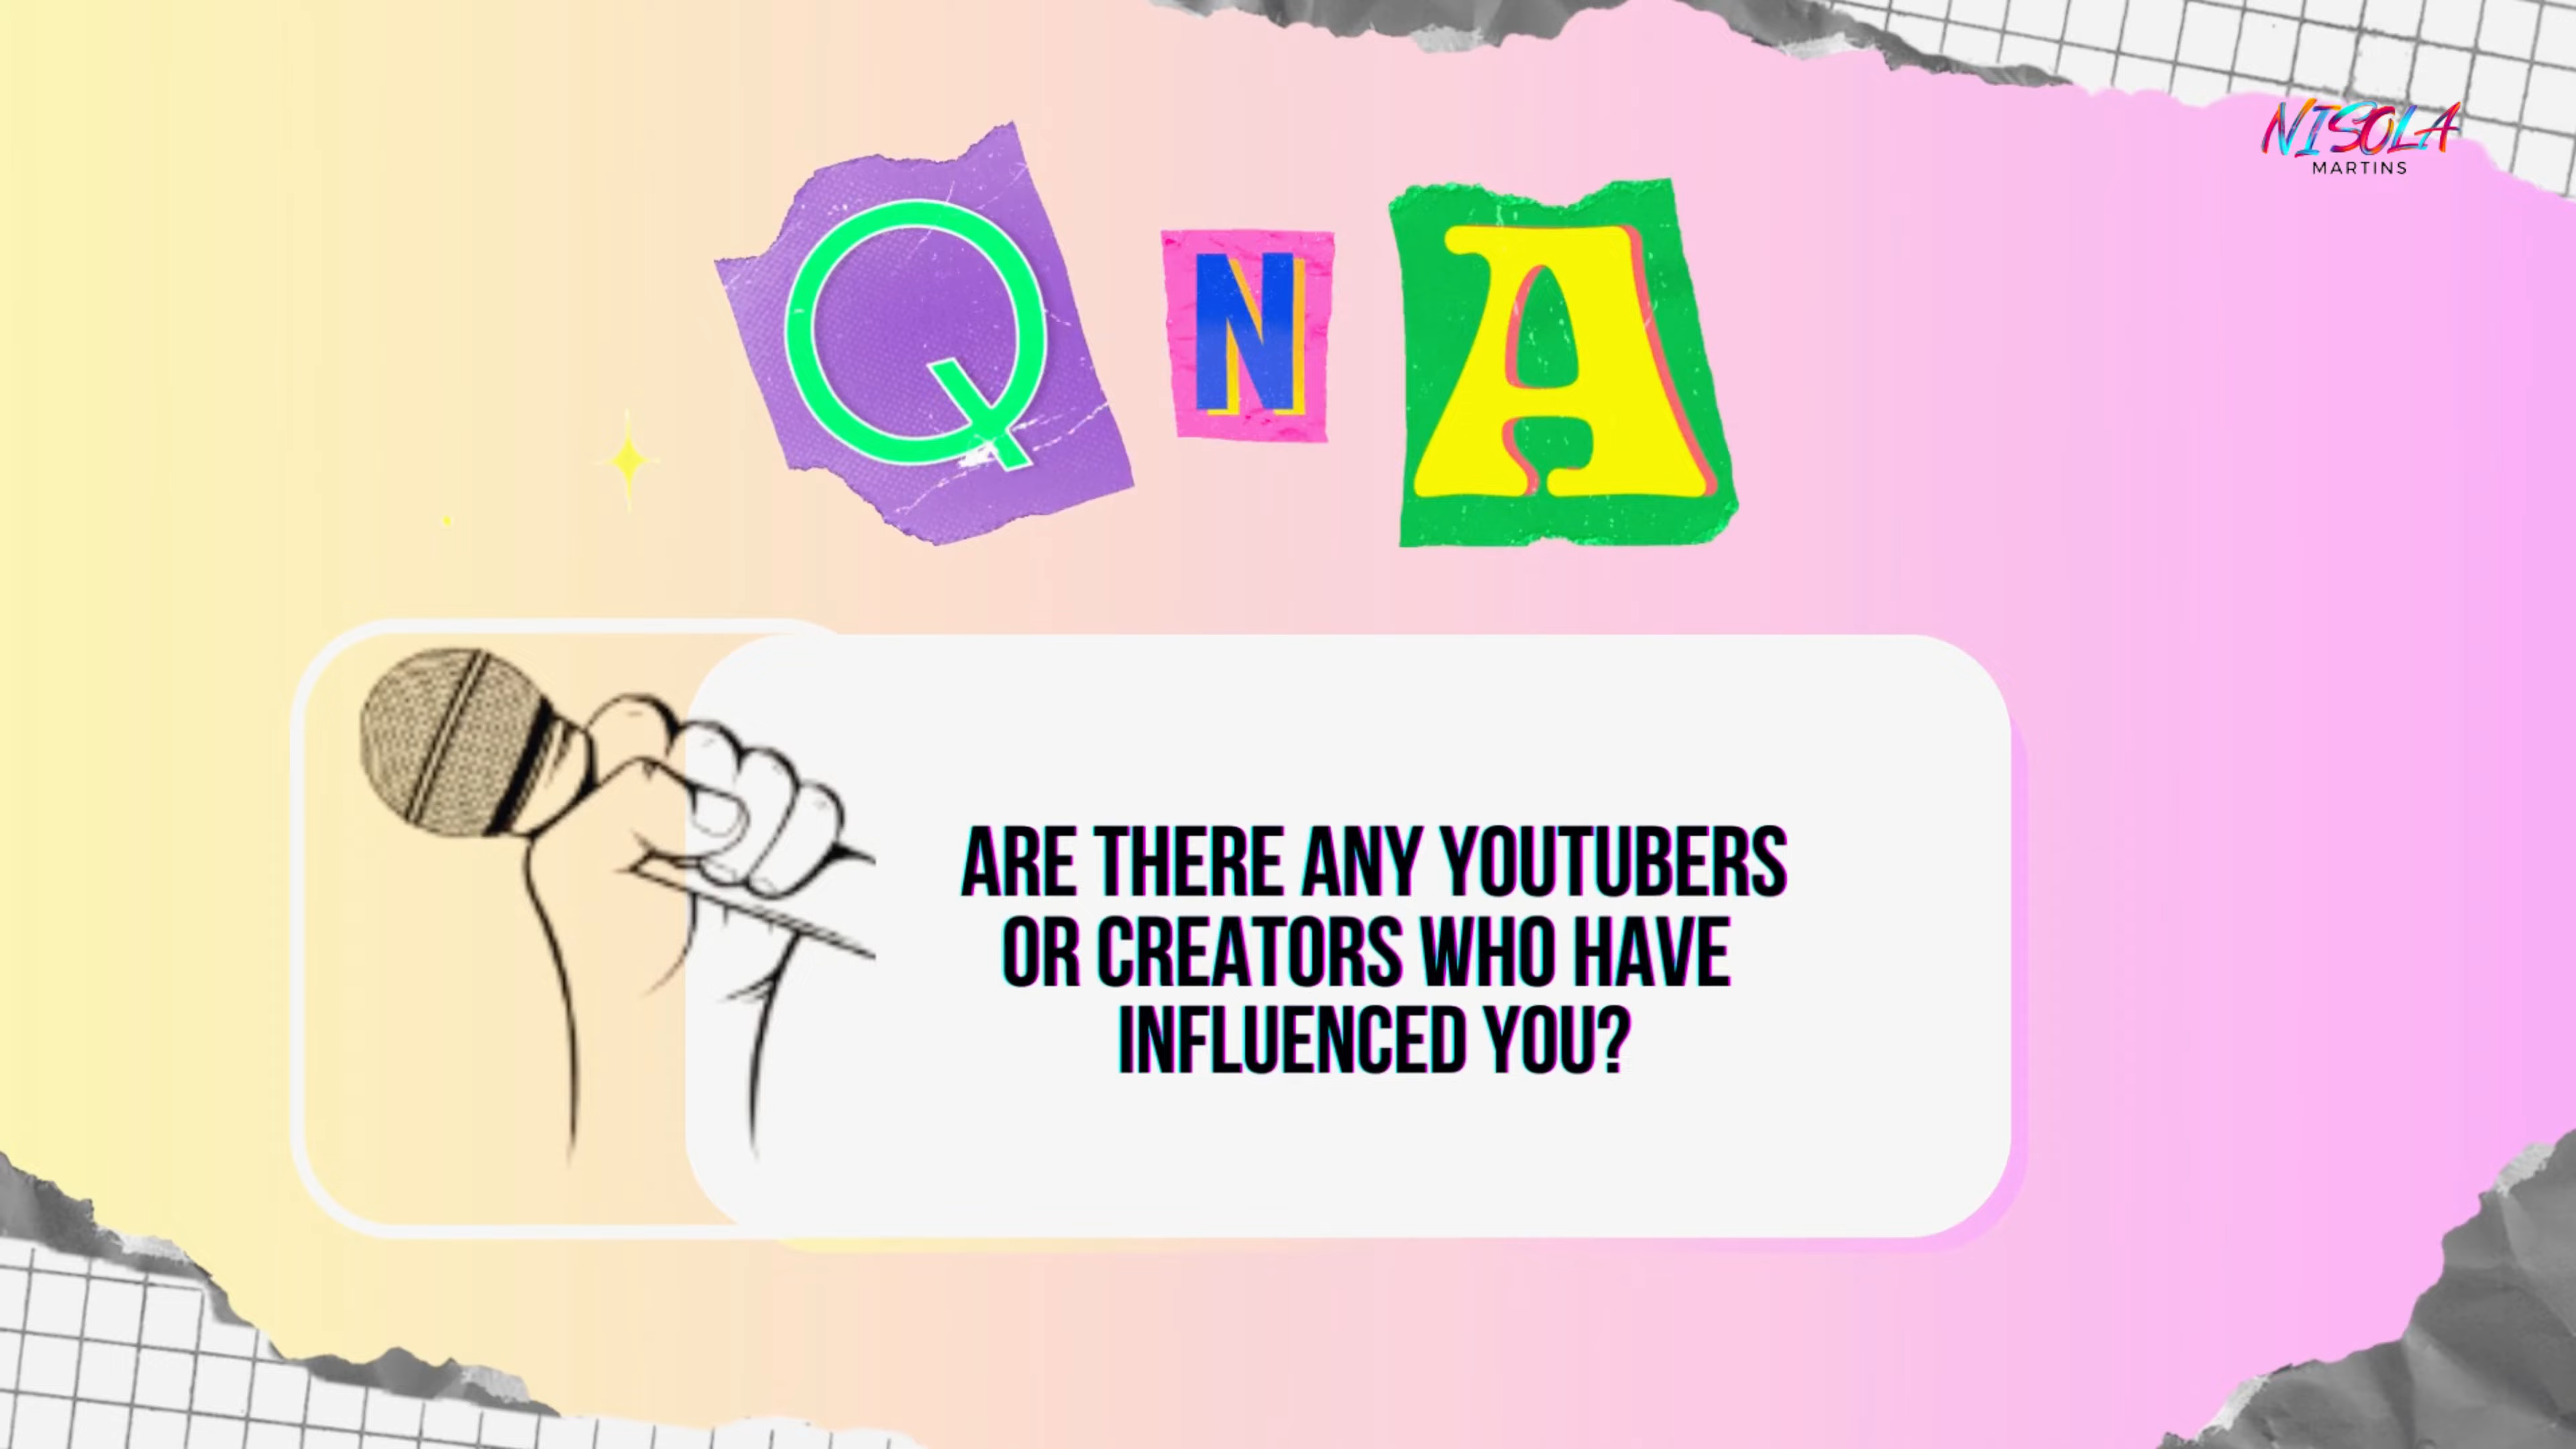 NISOLA
MARTINS
Q N A
ARE THERE ANY YOUTUBERS
OR CREATORS WHO HAVE
INFLUENCED YOU?